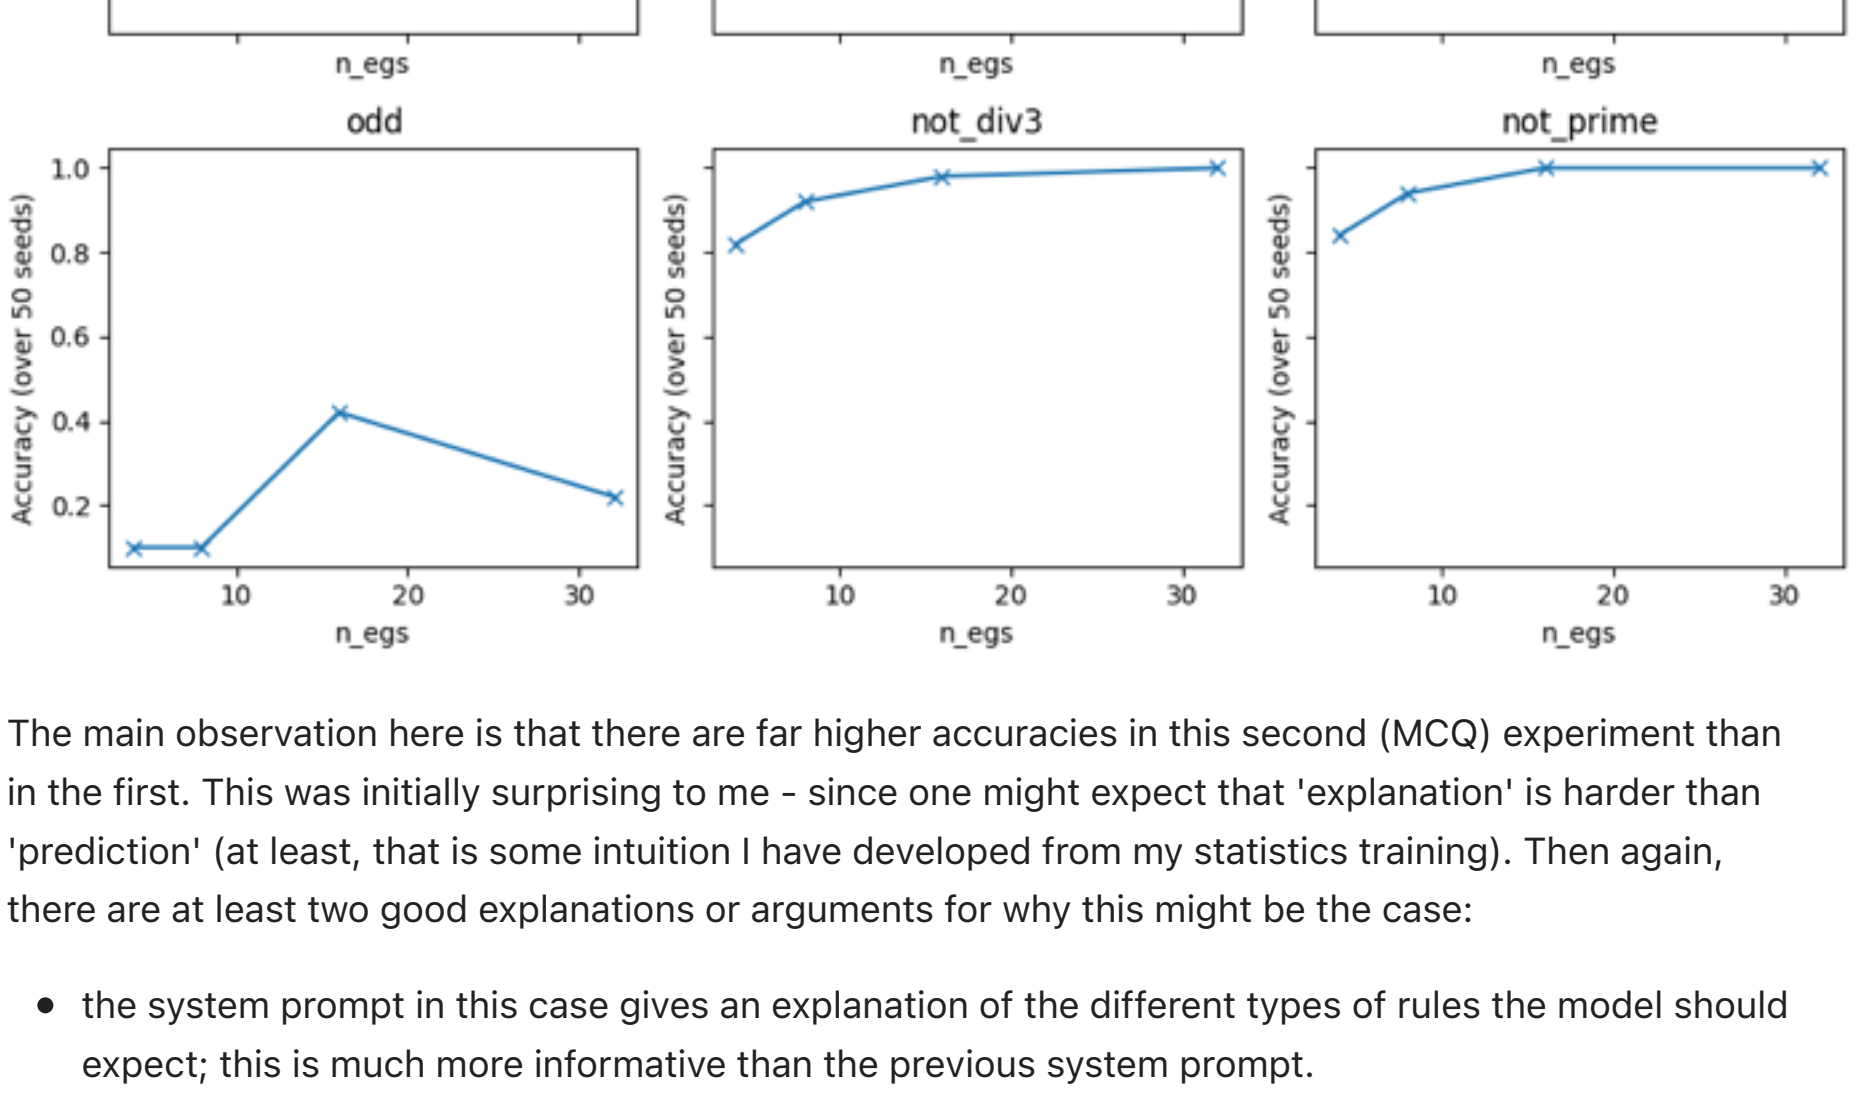 n_egs n_egs n_egs
odd not_div3 not_prime
Accuracy (over 50 seeds) Accuracy (over 50 seeds) Accuracy (over 50 seeds)
1.0
0.8
0.6
0.4
0.2
10 20 30 10 20 30 10 20 30
n_egs n_egs n_egs
The main observation here is that there are far higher accuracies in this second (MCQ) experiment than
in the first. This was initially surprising to me - since one might expect that 'explanation' is harder than
'prediction' (at least, that is some intuition I have developed from my statistics training). Then again,
there are at least two good explanations or arguments for why this might be the case:
• the system prompt in this case gives an explanation of the different types of rules the model should
expect; this is much more informative than the previous system prompt.